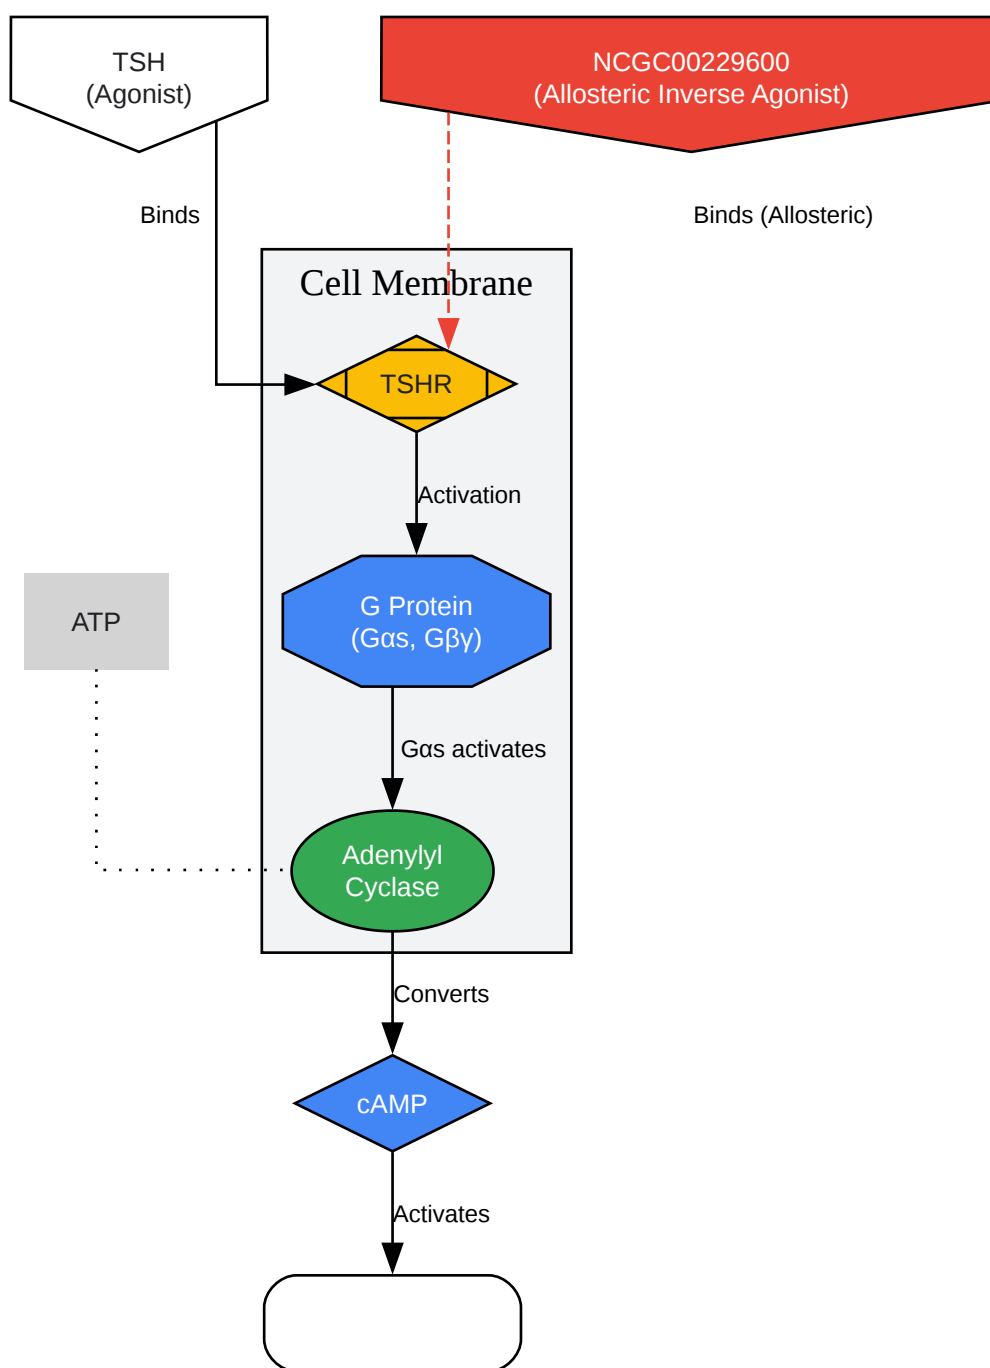 TSH
(Agonist)
NCGC00229600
(Allosteric Inverse Agonist)
Binds
Binds (Allosteric)
Cell Membrane
TSHR
Activation
G Protein
(Gαs, Gβγ)
ATP
Gαs activates
Adenylyl
Cyclase
Converts
cAMP
Activates